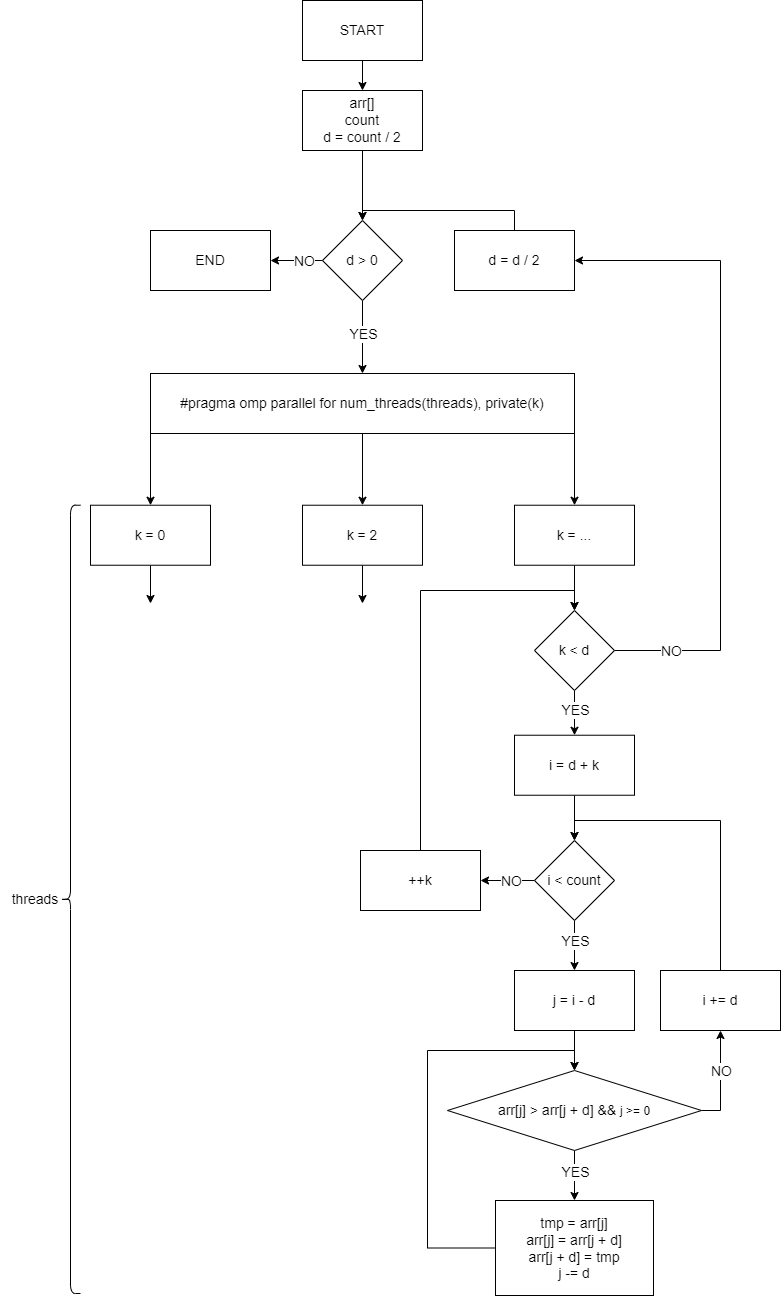 START
arr[]
count
d = count / 2
END
NO
d > 0
d = d / 2
YES
#pragma omp parallel for num_threads(threads), private(k)
k = 0
k = 2
k = ...
k < d
NO
YES
i = d + k
threads
++k
NO
i < count
YES
j = i - d
i += d
NO
arr[j] > arr[j + d] && j >= 0
YES
tmp = arr[j]
arr[j] = arr[j + d]
arr[j + d] = tmp
j -= d